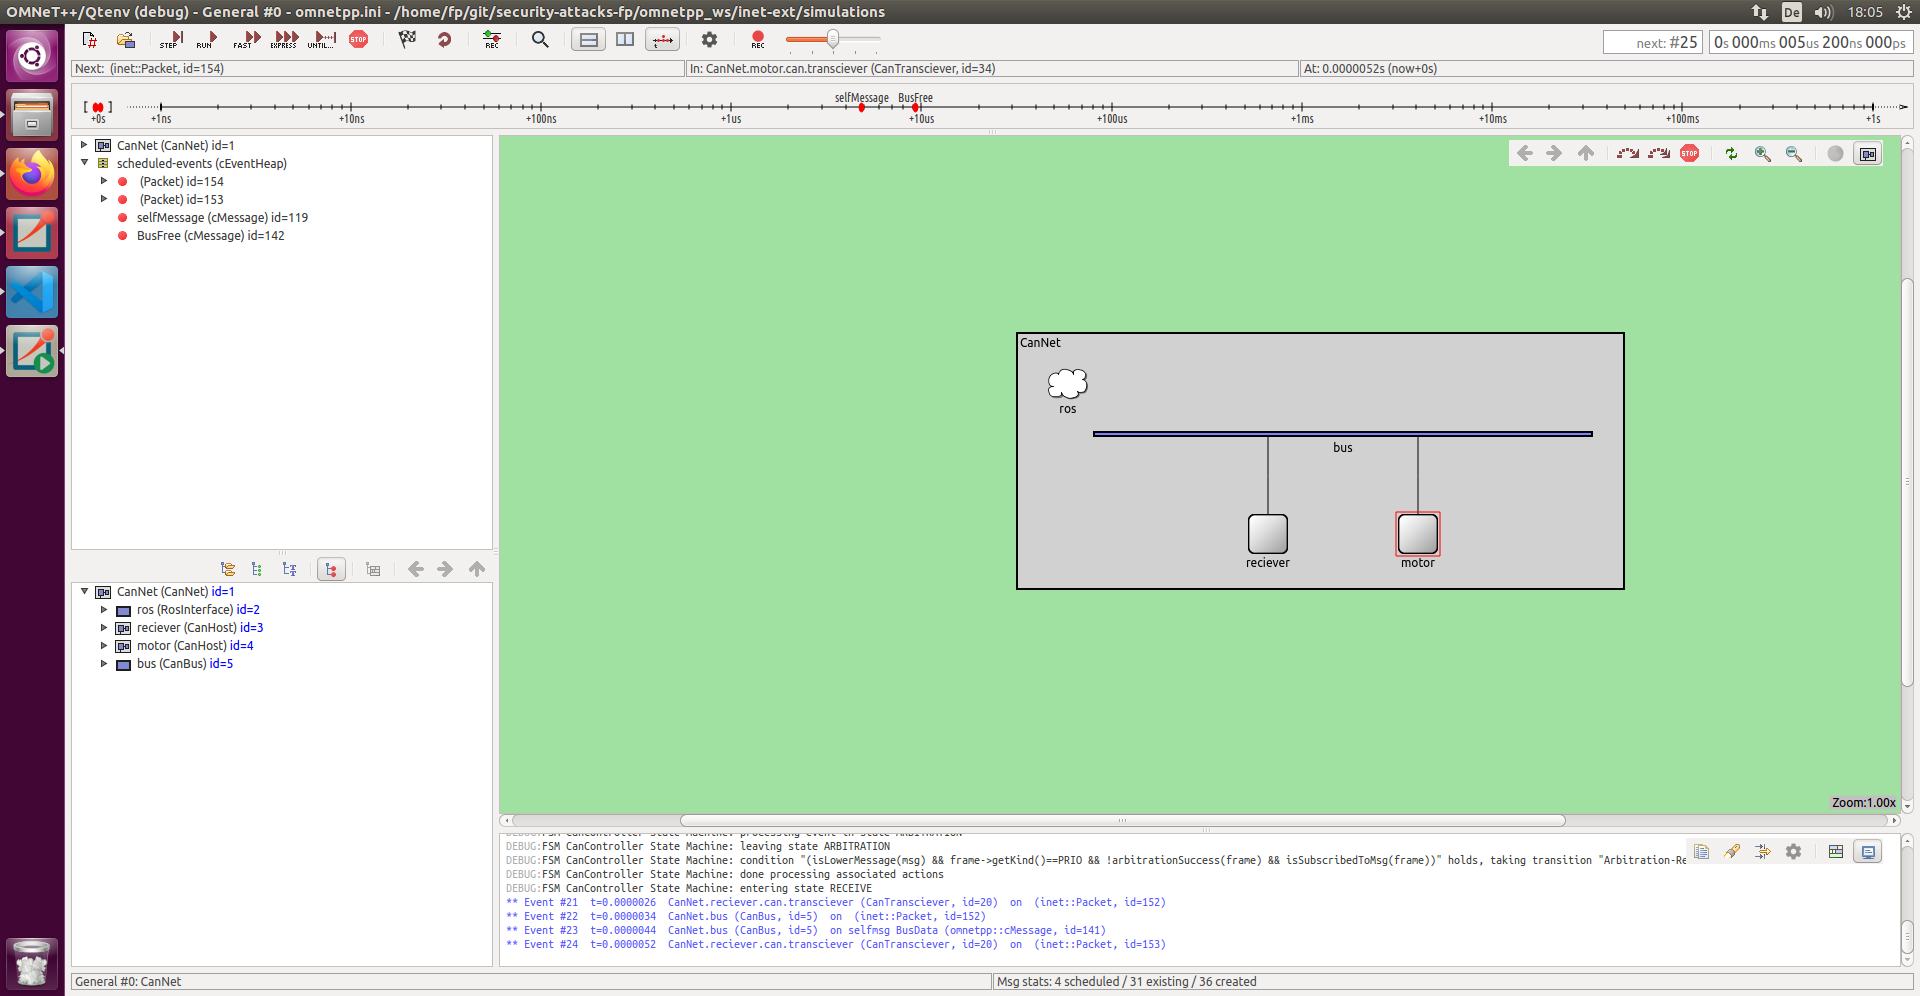 OMNeT++/Qtenv (debug) - General #0 - omnetpp.ini - /home/fp/git/security-attacks-fp/omnetpp_ws/inet-ext/simulations
De 18:05
STEP RUN FAST EXPRESS UNTIL... STOP REC REC
next: #25 0s 000ms 005us 200ns 000ps
Next: (inet::Packet, id=154) In: CanNet.motor.can.transciever (CanTransciever, id=34) At: 0.0000052s (now+0s)
selfMessage BusFree
+0s +1ns +10ns +100ns +1us +10us +100us +1ms +10ms +100ms +1s
CanNet (CanNet) id=1
scheduled-events (cEventHeap)
(Packet) id=154
(Packet) id=153
selfMessage (cMessage) id=119
BusFree (cMessage) id=142
STOP
CanNet
ros
bus
reciever motor
Zoom:1.00x
CanNet (CanNet) id=1
ros (RosInterface) id=2
reciever (CanHost) id=3
motor (CanHost) id=4
bus (CanBus) id=5
DEBUG:FSM CanController State Machine: processing event in state ARBITRATION
DEBUG:FSM CanController State Machine: leaving state ARBITRATION
DEBUG:FSM CanController State Machine: condition "(isLowerMessage(msg) && frame->getKind()==PRIO && !arbitrationSuccess(frame) && isSubscribedToMsg(frame))" holds, taking transition "Arbitration-Re
DEBUG:FSM CanController State Machine: done processing associated actions
DEBUG:FSM CanController State Machine: entering state RECEIVE
** Event #21 t=0.0000026 CanNet.reciever.can.transciever (CanTransciever, id=20) on (inet::Packet, id=152)
** Event #22 t=0.0000034 CanNet.bus (CanBus, id=5) on (inet::Packet, id=152)
** Event #23 t=0.0000044 CanNet.bus (CanBus, id=5) on selfmsg BusData (omnetpp::cMessage, id=141)
** Event #24 t=0.0000052 CanNet.reciever.can.transciever (CanTransciever, id=20) on (inet::Packet, id=153)
General #0: CanNet Msg stats: 4 scheduled / 31 existing / 36 created